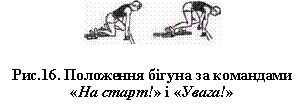 Рис.16. Положення бігуна за командами
«На старт!» і «Увага!»